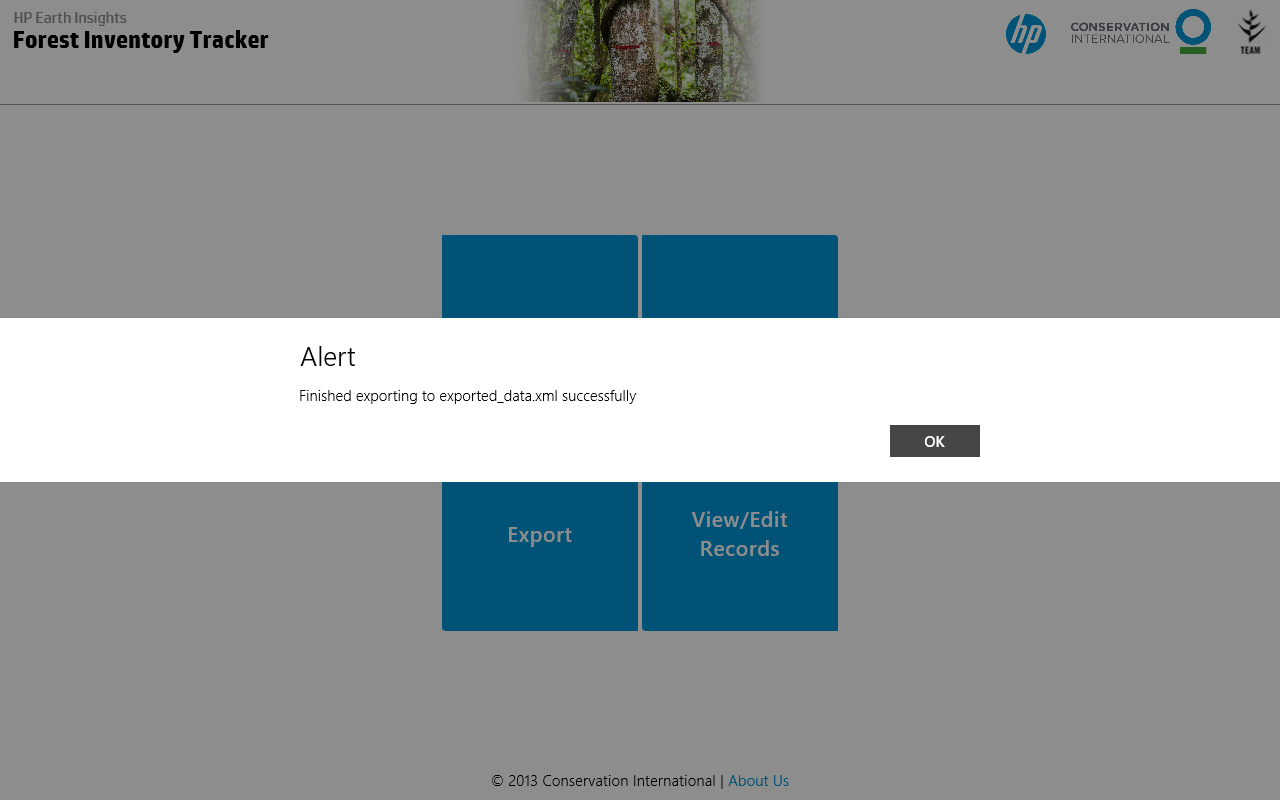 HP Earth Insights
Forest Inventory Tracker
hp
CONSERVATION
INTERNATIONAL
TEAM
Alert
Finished exporting to exported_data.xml successfully
OK
Export
View/Edit
Records
© 2013 Conservation International | About Us